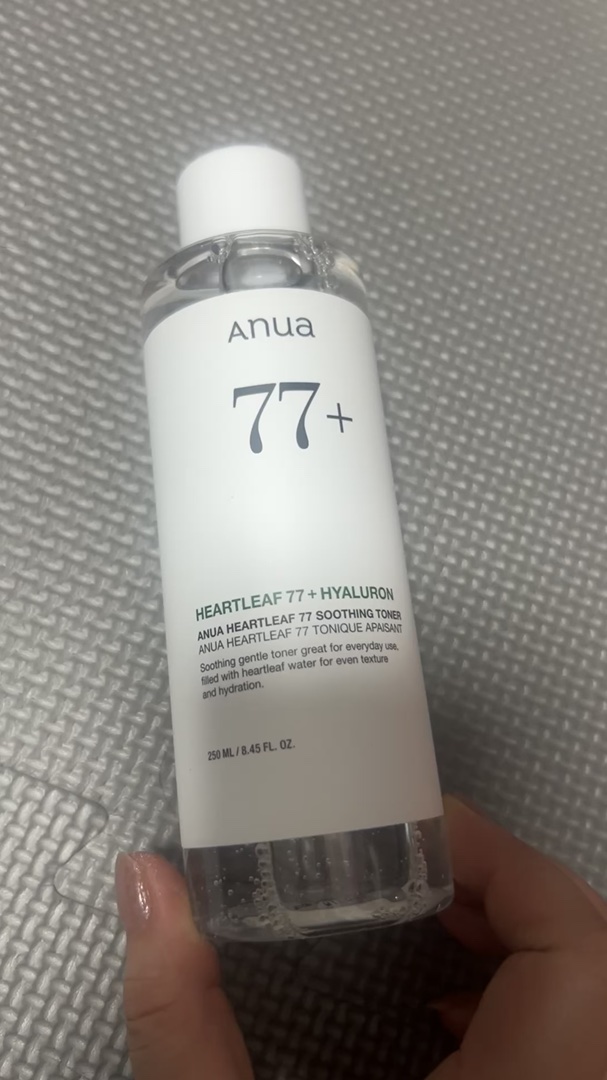 Anua
77+
HEARTLEAF 77 + HYALURON
ANUA HEARTLEAF 77 SOOTHING TONER
ANUA HEARTLEAF 77 TONIQUE APAISANT
Soothing gentle toner great for everyday use,
filled with heartleaf water for even texture
and hydration.
250 ML / 8.45 FL. OZ.